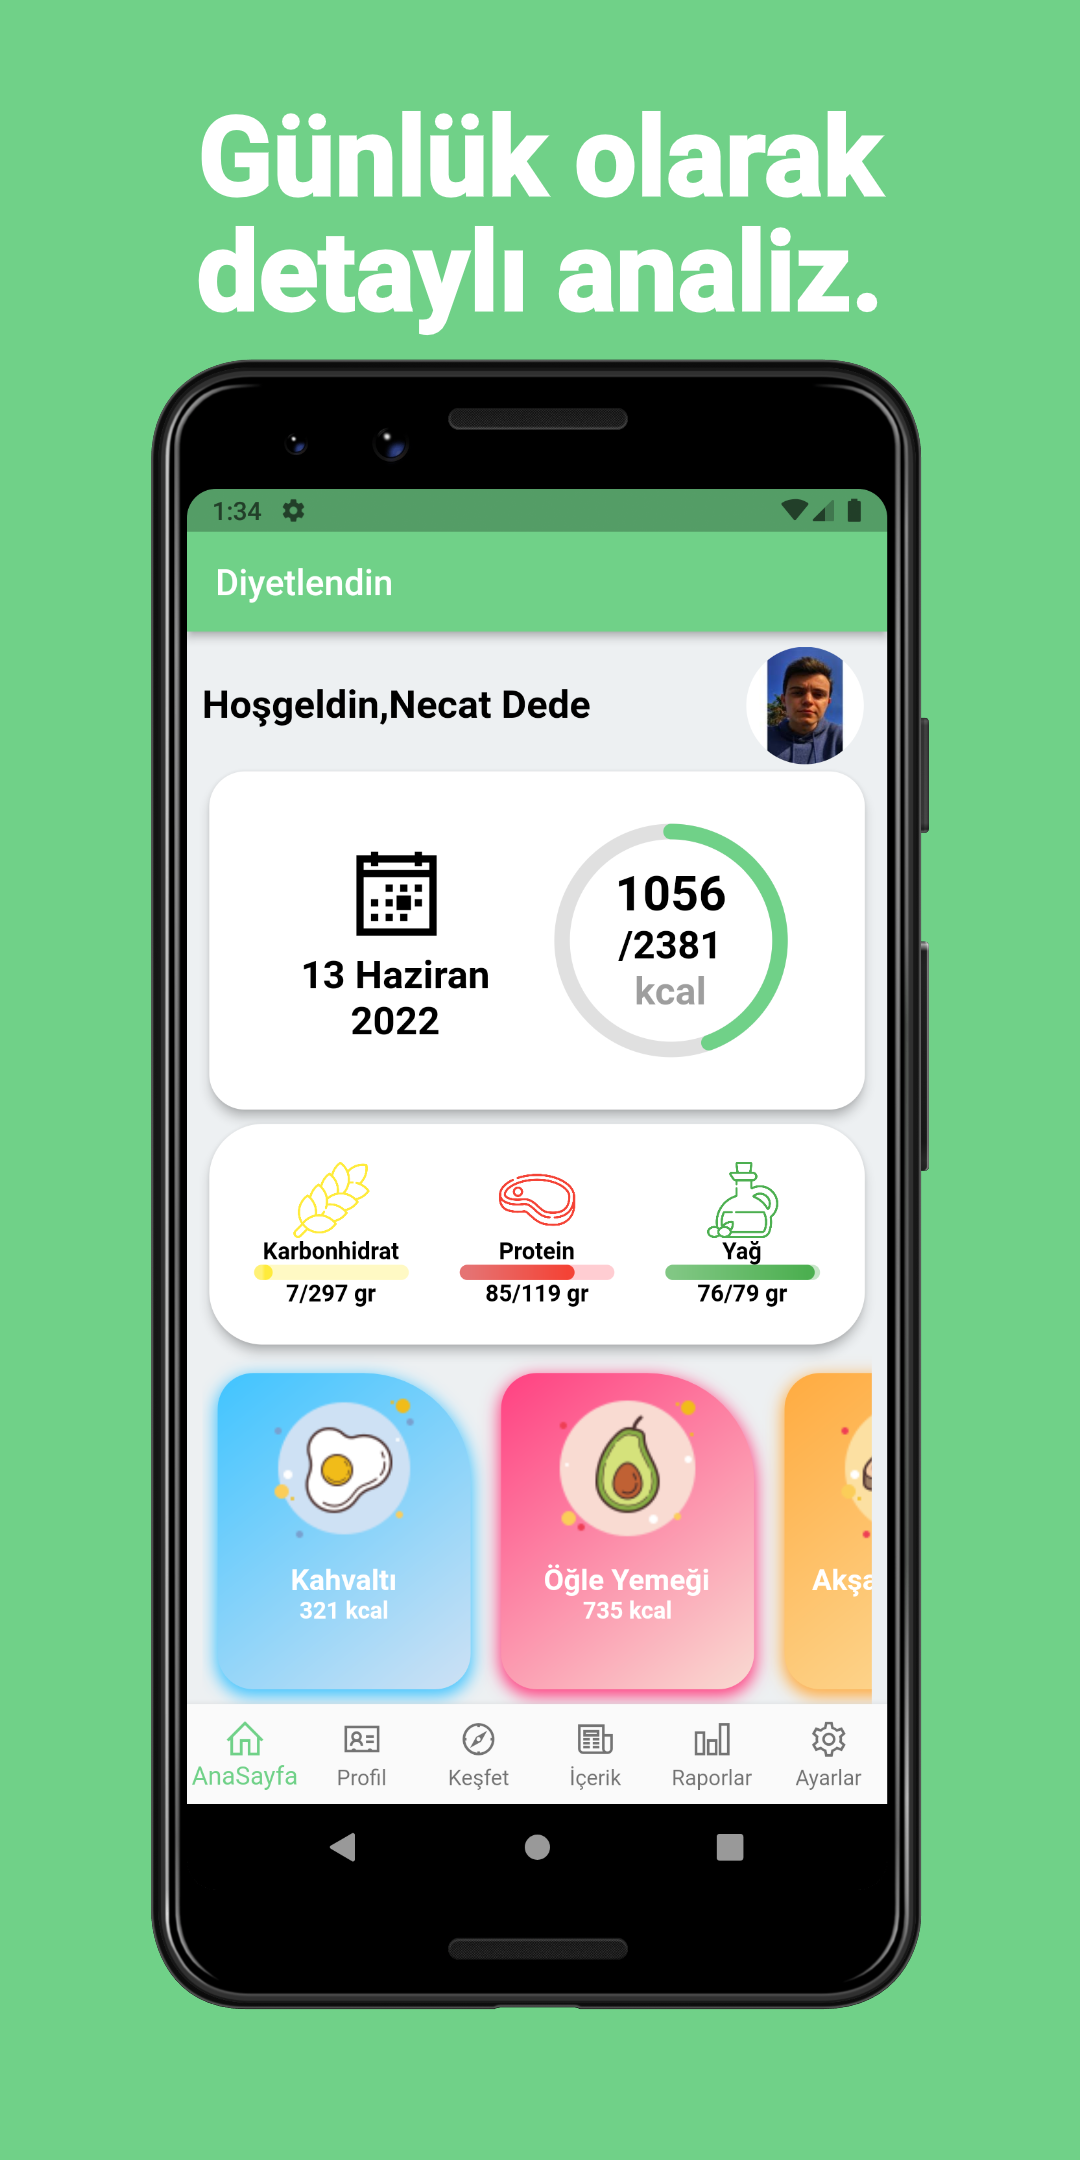 Günlük olarak
detaylı analiz.
1:34
Diyetlendin
Hoşgeldin,Necat Dede
13 Haziran
2022
1056
/2381
kcal
Karbonhidrat
7/297 gr
Protein
85/119 gr
Yağ
76/79 gr
Kahvaltı
321 kcal
Öğle Yemeği
735 kcal
Akşa
AnaSayfa
Profil
Keşfet
İçerik
Raporlar
Ayarlar